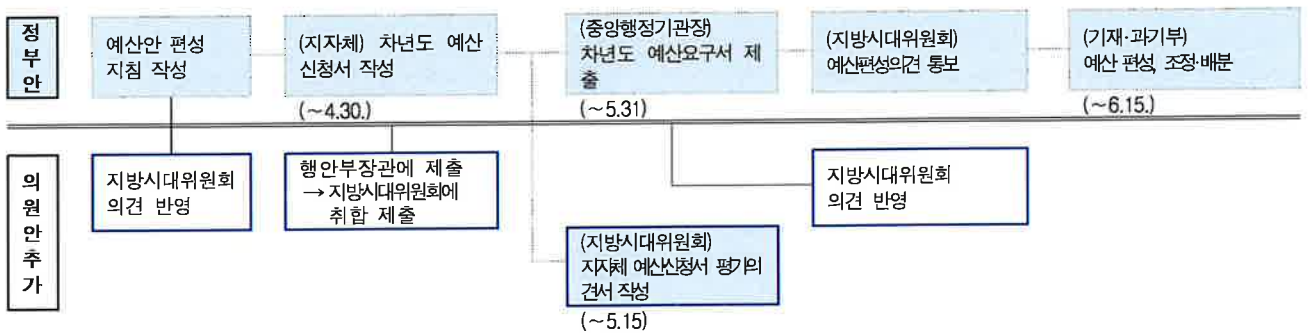 정부안
예산안 편성
지침 작성
(지자체) 차년도 예산
신청서 작성
(~4.30.)
(중앙행정기관장)
차년도 예산요구서 제
출
(~5.31)
(지방시대위원회)
예산편성의견 통보
(기재·과기부)
예산 편성, 조정·배분
(~6.15.)
의원안추가
지방시대위원회
의견 반영
행안부장관에 제출
→ 지방시대위원회에
취합 제출
(지방시대위원회)
지자체 예산신청서 평가의
견서 작성
(~5.15)
지방시대위원회
의견 반영